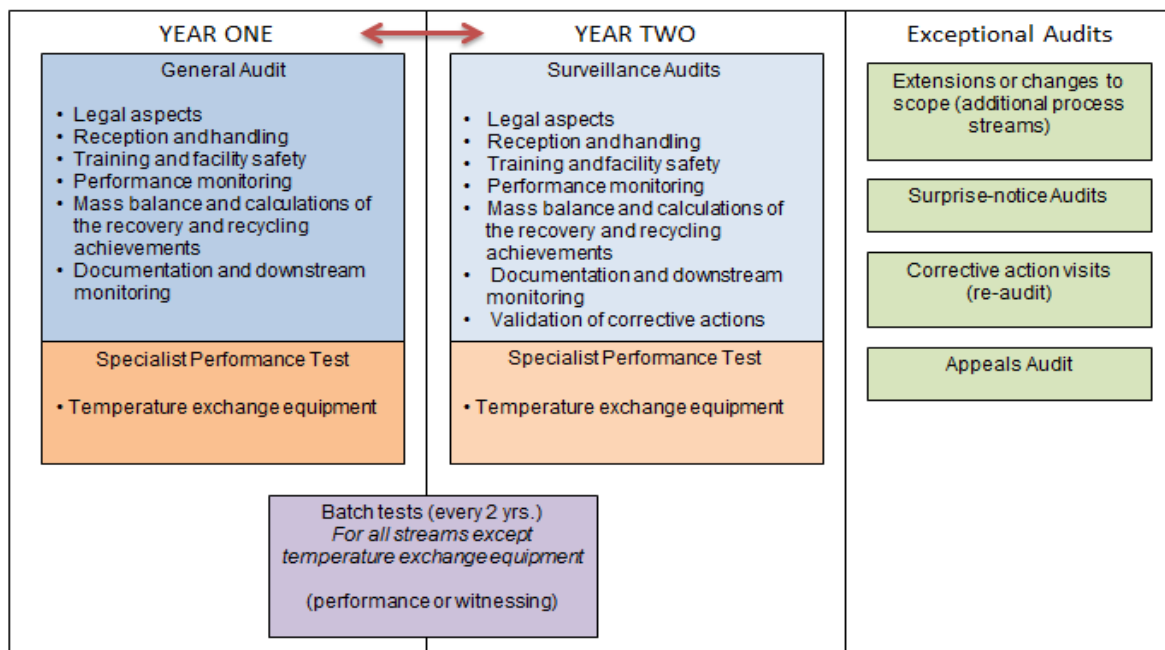 YEAR ONE
General Audit
• Legal aspects
• Reception and handling
• Training and facility safety
• Performance monitoring
• Mass balance and calculations of
the recovery and recycling
achievements
• Documentation and downstream
monitoring
Specialist Performance Test
• Temperature exchange equipment
YEAR TWO
Surveillance Audits
• Legal aspects
• Reception and handling
• Training and facility safety
• Performance monitoring
• Mass balance and calculations of
the recovery and recycling
achievements
• Documentation and downstream
monitoring
• Validation of corrective actions
Specialist Performance Test
• Temperature exchange equipment
Batch tests (every 2 yrs.)
For all streams except
temperature exchange equipment
(performance or witnessing)
Exceptional Audits
Extensions or changes to
scope (additional process
streams)
Surprise-notice Audits
Corrective action visits
(re-audit)
Appeals Audit